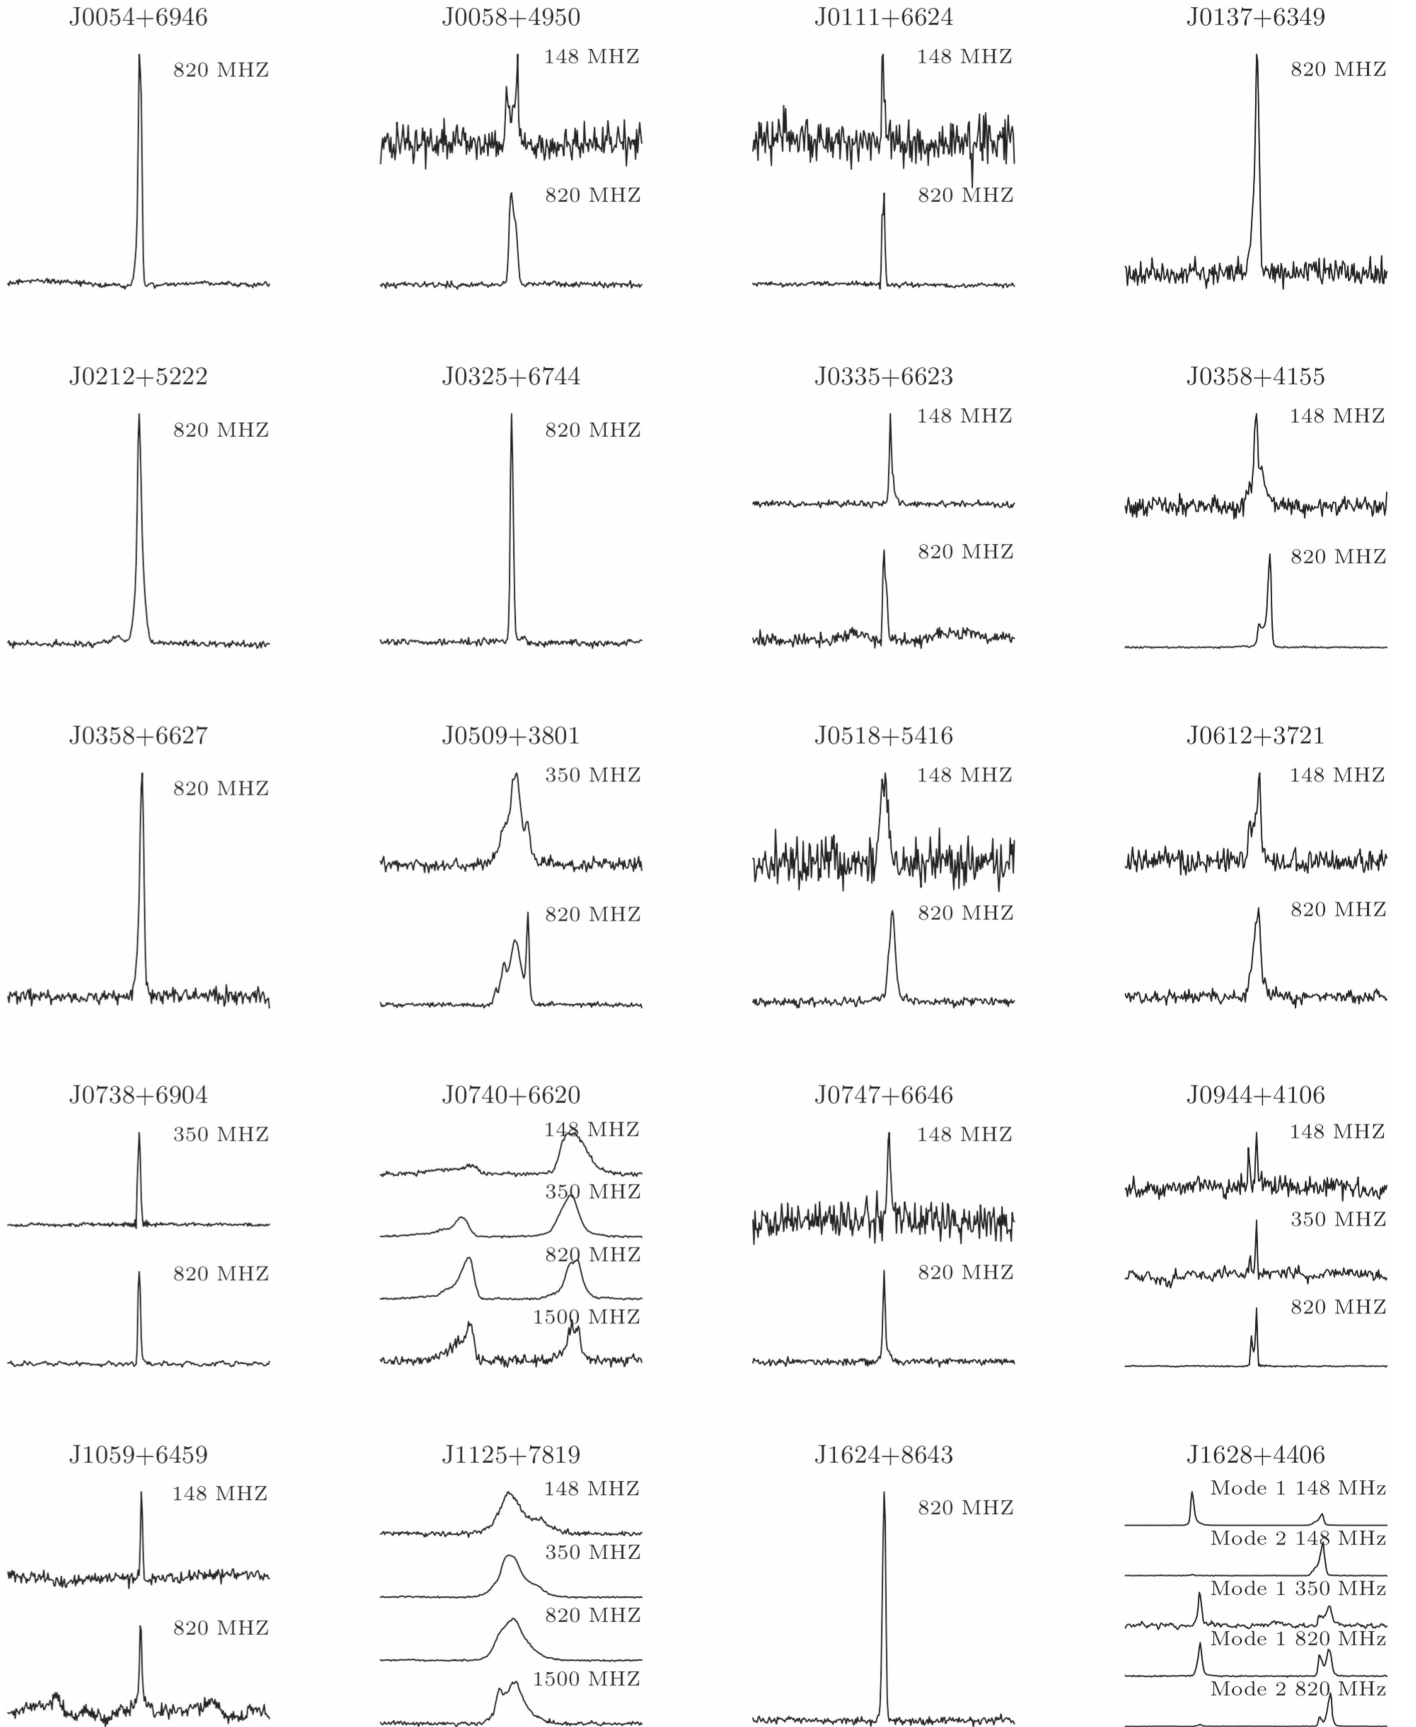 J0054+6946 J0058+4950 J0111+6624 J0137+6349
820 MHZ 148 MHZ 148 MHZ 820 MHZ
820 MHZ 820 MHZ
J0212+5222 J0325+6744 J0335+6623 J0358+4155
820 MHZ 820 MHZ 148 MHZ 148 MHZ
820 MHZ 820 MHZ
J0358+6627 J0509+3801 J0518+5416 J0612+3721
820 MHZ 350 MHZ 148 MHZ 148 MHZ
820 MHZ 820 MHZ 820 MHZ
J0738+6904 J0740+6620 J0747+6646 J0944+4106
350 MHZ 148 MHZ 148 MHZ 148 MHZ
350 MHZ 350 MHZ
820 MHZ 820 MHZ 820 MHZ 820 MHZ
1500 MHZ
J1059+6459 J1125+7819 J1624+8643 J1628+4406
148 MHZ 148 MHZ 820 MHZ Mode 1 148 MHz
Mode 2 148 MHz
350 MHZ Mode 1 350 MHz
820 MHZ 820 MHZ Mode 1 820 MHz
1500 MHZ Mode 2 820 MHz